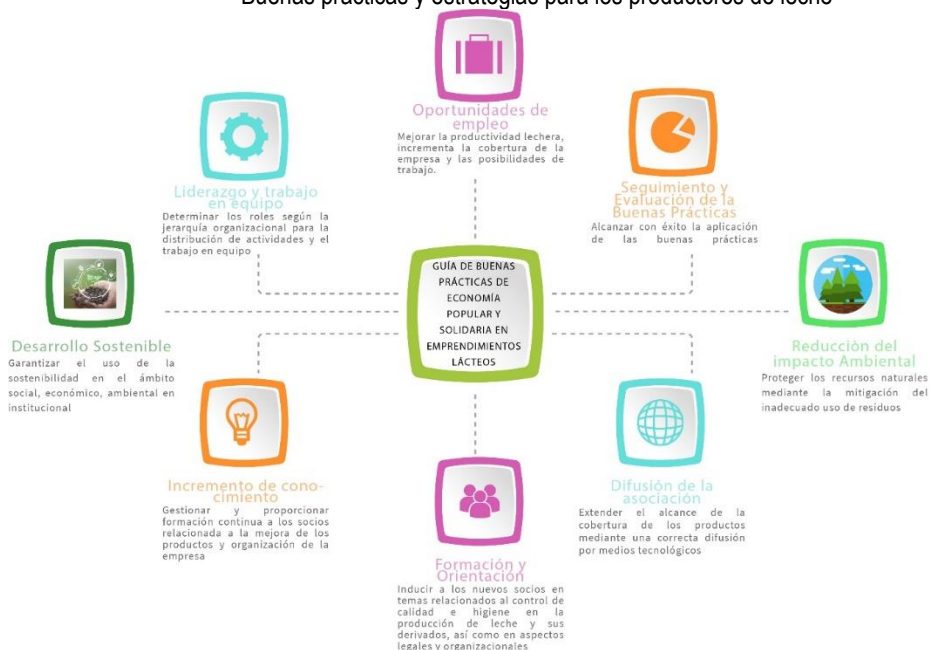 Buenas prácticas y estrategias para los productores de leche
Oportunidades de
empleo
Mejorar la productividad lechera,
incrementa la cobertura de la
empresa y las posibilidades de
trabajo.
Liderazgo y trabajo
en equipo
Determinar los roles según la
jerarquía organizacional para la
distribución de actividades y el
trabajo en equipo
Seguimiento y
Evaluación de la
Buenas Prácticas
Alcanzar con éxito la aplicación
de las buenas prácticas
GUÍA DE BUENAS
PRÁCTICAS DE
ECONOMÍA
POPULAR Y
SOLIDARIA EN
EMPRENDIMIENTOS
LÁCTEOS
Desarrollo Sostenible
Garantizar el uso de la
sostenibilidad en el ámbito
social, económico, ambiental en
institucional
Reducción del
impacto Ambiental
Proteger los recursos naturales
mediante la mitigación del
inadecuado uso de residuos
Incremento de cono-
cimiento
Gestionar y proporcionar
formación continua a los socios
relacionada a la mejora de los
productos y organización de la
empresa
Difusión de la
asociación
Extender el alcance de la
cobertura de los productos
mediante una correcta difusión
por medios tecnológicos
Formación y
Orientación
Inducir a los nuevos socios en
temas relacionados al control de
calidad e higiene en la
producción de leche y sus
derivados, así como en aspectos
legales y organizacionales